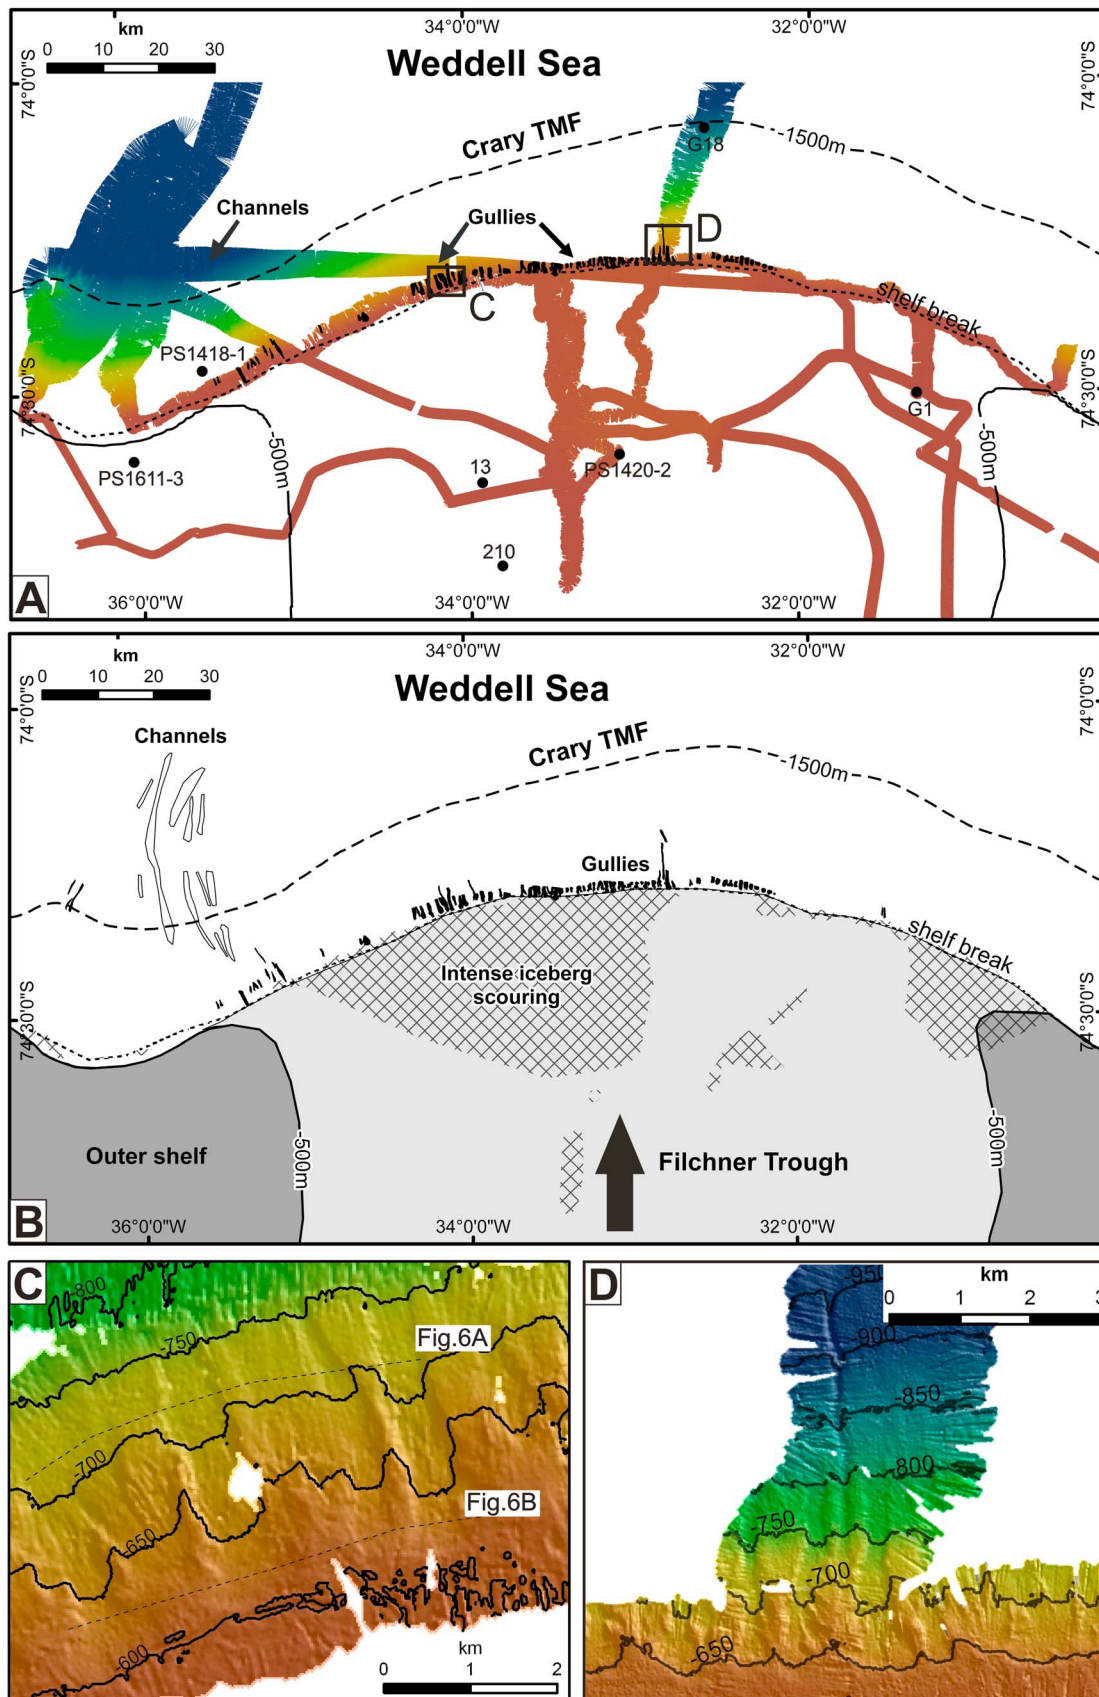 34°0'0"W
32°0'0"W
km
0 10 20 30
Weddell Sea
74°0'0"S
74°0'0"S
Crary TMF
-1500m
G18
Channels
Gullies
D
C
shelf break
PS1418-1
74°30'0"S
74°30'0"S
G1
-500m
-500m
PS1611-3
13
PS1420-2
210
A
36°0'0"W
34°0'0"W
32°0'0"W
34°0'0"W
32°0'0"W
km
0 10 20 30
Weddell Sea
74°0'0"S
74°0'0"S
Channels
Crary TMF
-1500m
Gullies
shelf break
Intense iceberg
scouring
74°30'0"S
74°30'0"S
Outer shelf
-500m
-500m
Filchner Trough
B
36°0'0"W
34°0'0"W
32°0'0"W
C
-800
-750
Fig.6A
-700
Fig.6B
-650
-600
km
0 1 2
D
km
0 1 2 3
-950
-900
-850
-800
-750
-700
-650